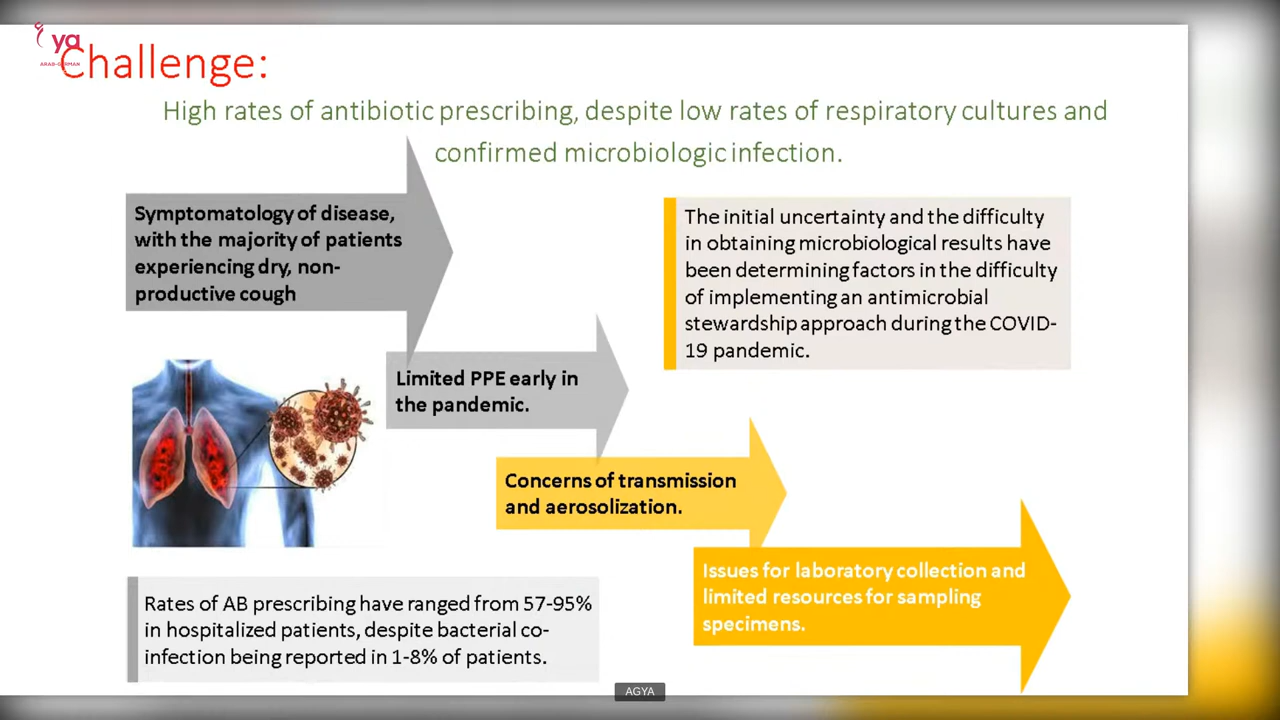 ya
ARAB-GERMAN
Challenge:
High rates of antibiotic prescribing, despite low rates of respiratory cultures and
confirmed microbiologic infection.
Symptomatology of disease,
with the majority of patients
experiencing dry, non-
productive cough
The initial uncertainty and the difficulty
in obtaining microbiological results have
been determining factors in the difficulty
of implementing an antimicrobial
stewardship approach during the COVID-
19 pandemic.
Limited PPE early in
the pandemic.
Concerns of transmission
and aerosolization.
Issues for laboratory collection and
limited resources for sampling
specimens.
Rates of AB prescribing have ranged from 57-95%
in hospitalized patients, despite bacterial co-
infection being reported in 1-8% of patients.
AGYA